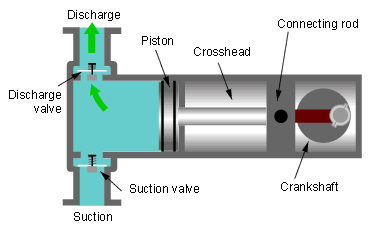 Discharge
Connecting rod
Piston
Crosshead
Discharge
valve
Suction valve
Crankshaft
Suction